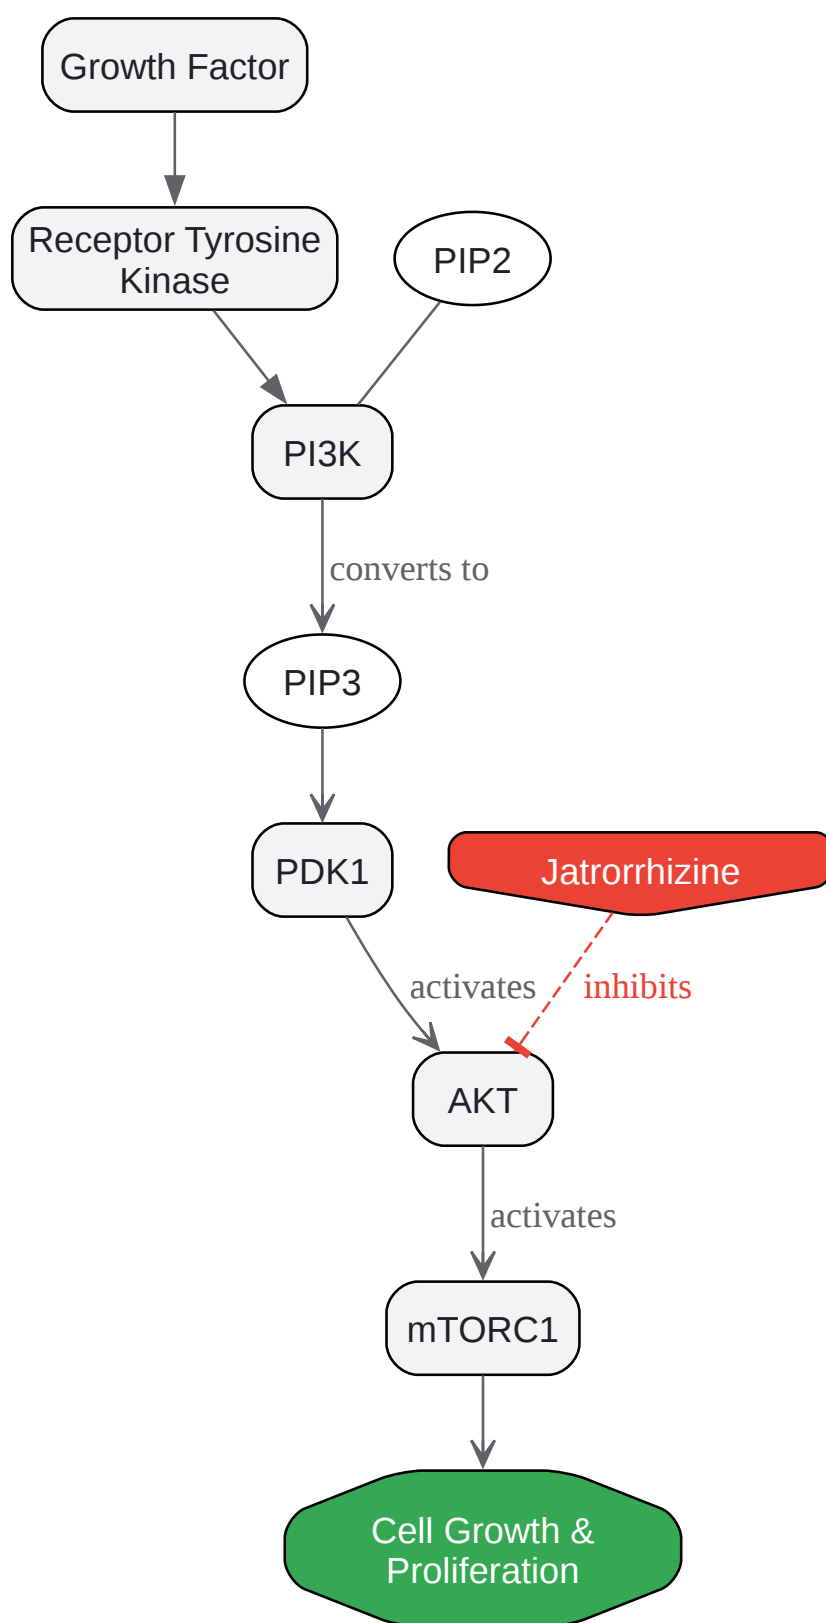 Growth Factor
Receptor Tyrosine
Kinase
PIP2
PI3K
converts to
PIP3
PDK1
Jatrorrhizine
activates
inhibits
AKT
activates
mTORC1
Cell Growth &
Proliferation